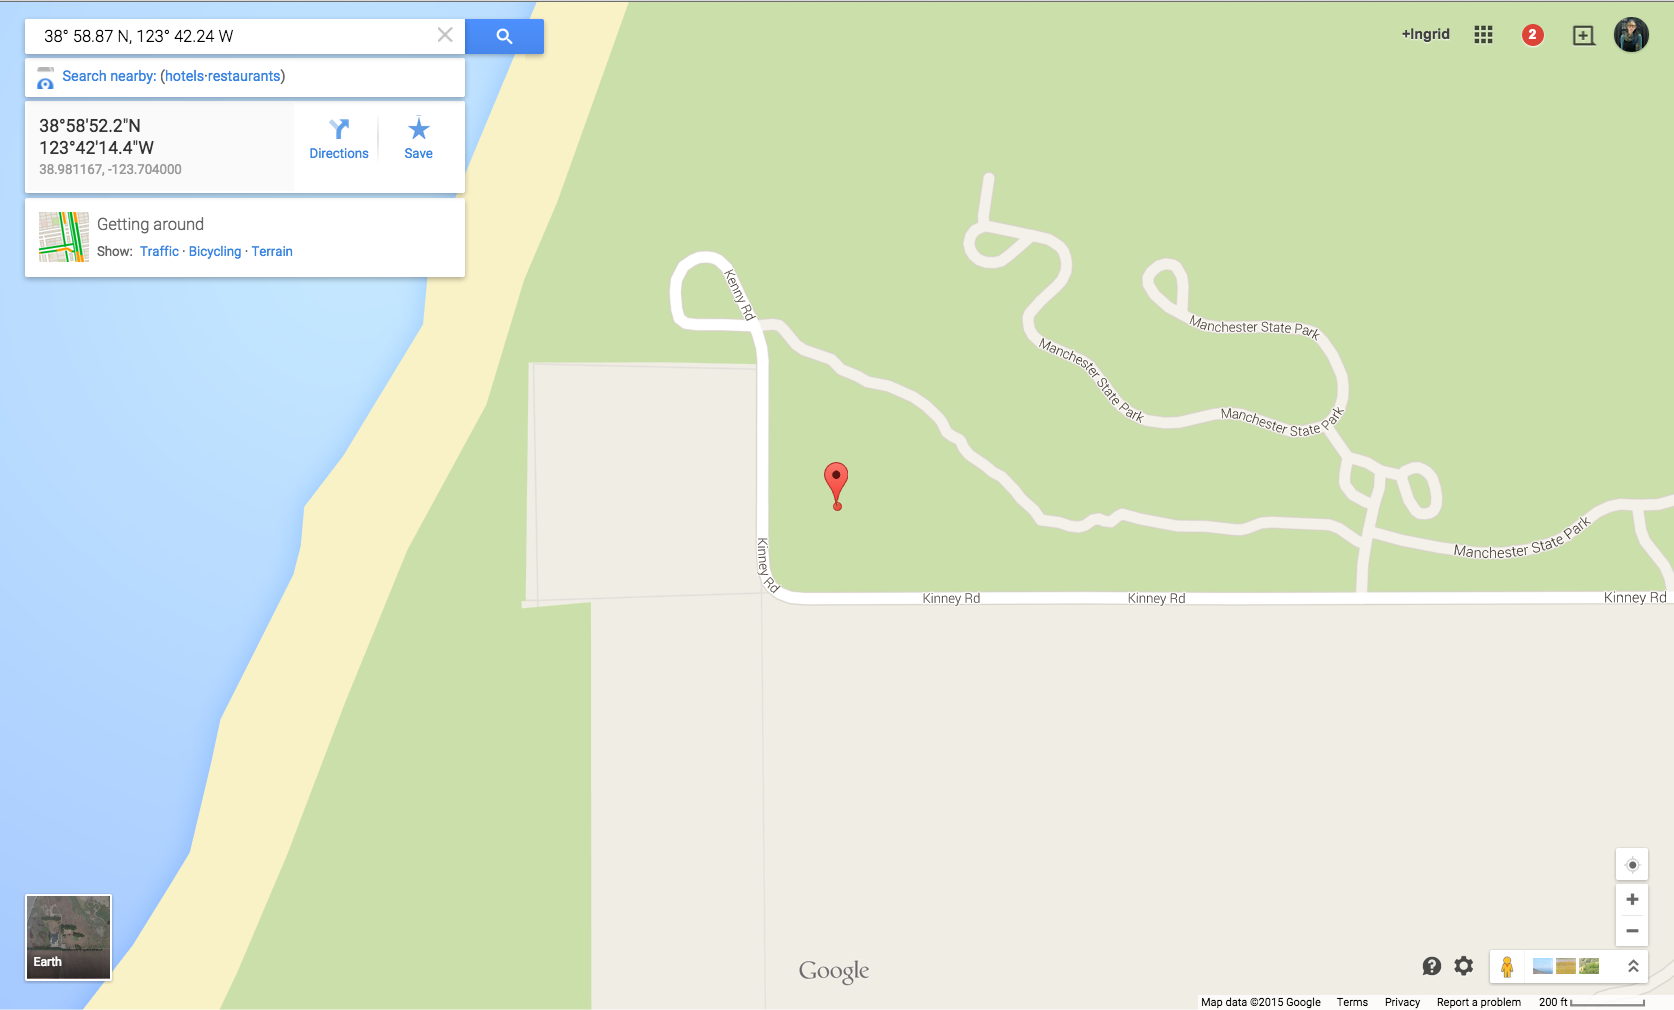 38° 58.87 N, 123° 42.24 W
+Ingrid
2
Search nearby: (hotels·restaurants)
38°58'52.2"N
123°42'14.4"W
38.981167, -123.704000
Directions
Save
Getting around
Show: Traffic · Bicycling · Terrain
Kenny Rd
Manchester State Park
Manchester State Park
Manchester State Park
Manchester State Park
Kinney Rd
Kinney Rd
Kinney Rd
Kinney Rd
Earth
Google
Map data ©2015 Google Terms Privacy Report a problem 200 ft